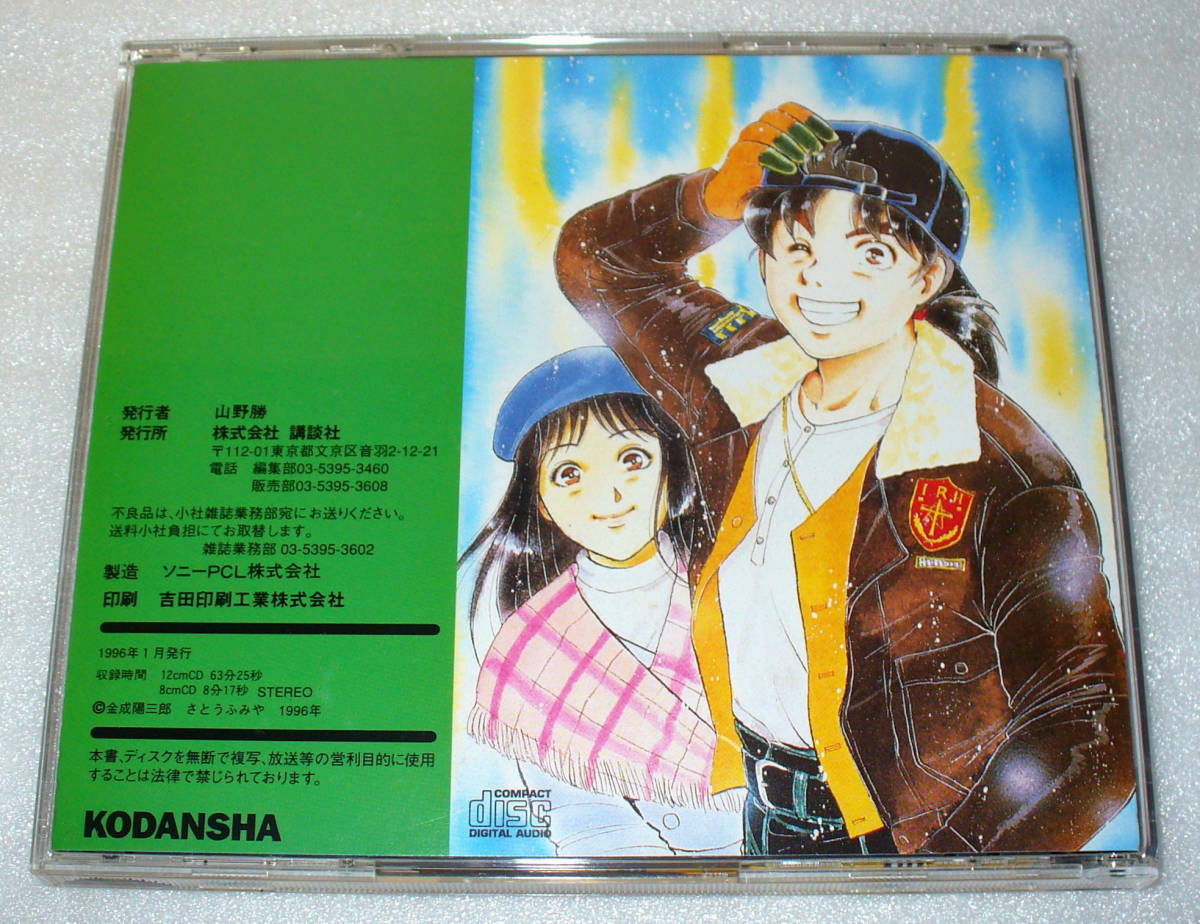 発行者 山野勝
発行所 株式会社 講談社
〒112-01東京都文京区音羽2-12-21
電話 編集部03-5395-3460
販売部03-5395-3608
不良品は、小社雑誌業務部宛にお送りください。
送料小社負担にてお取替します。
雑誌業務部 03-5395-3602
製造 ソニーPCL株式会社
印刷 吉田印刷工業株式会社
1996年1月発行
収録時間 12cmCD 63分25秒
8cmCD 8分17秒 STEREO
©金成陽三郎 さとうふみや 1996年
本書、ディスクを無断で複写、放送等の営利目的に使用
することは法律で禁じられております。
KODANSHA
COMPACT
disc
DIGITAL AUDIO